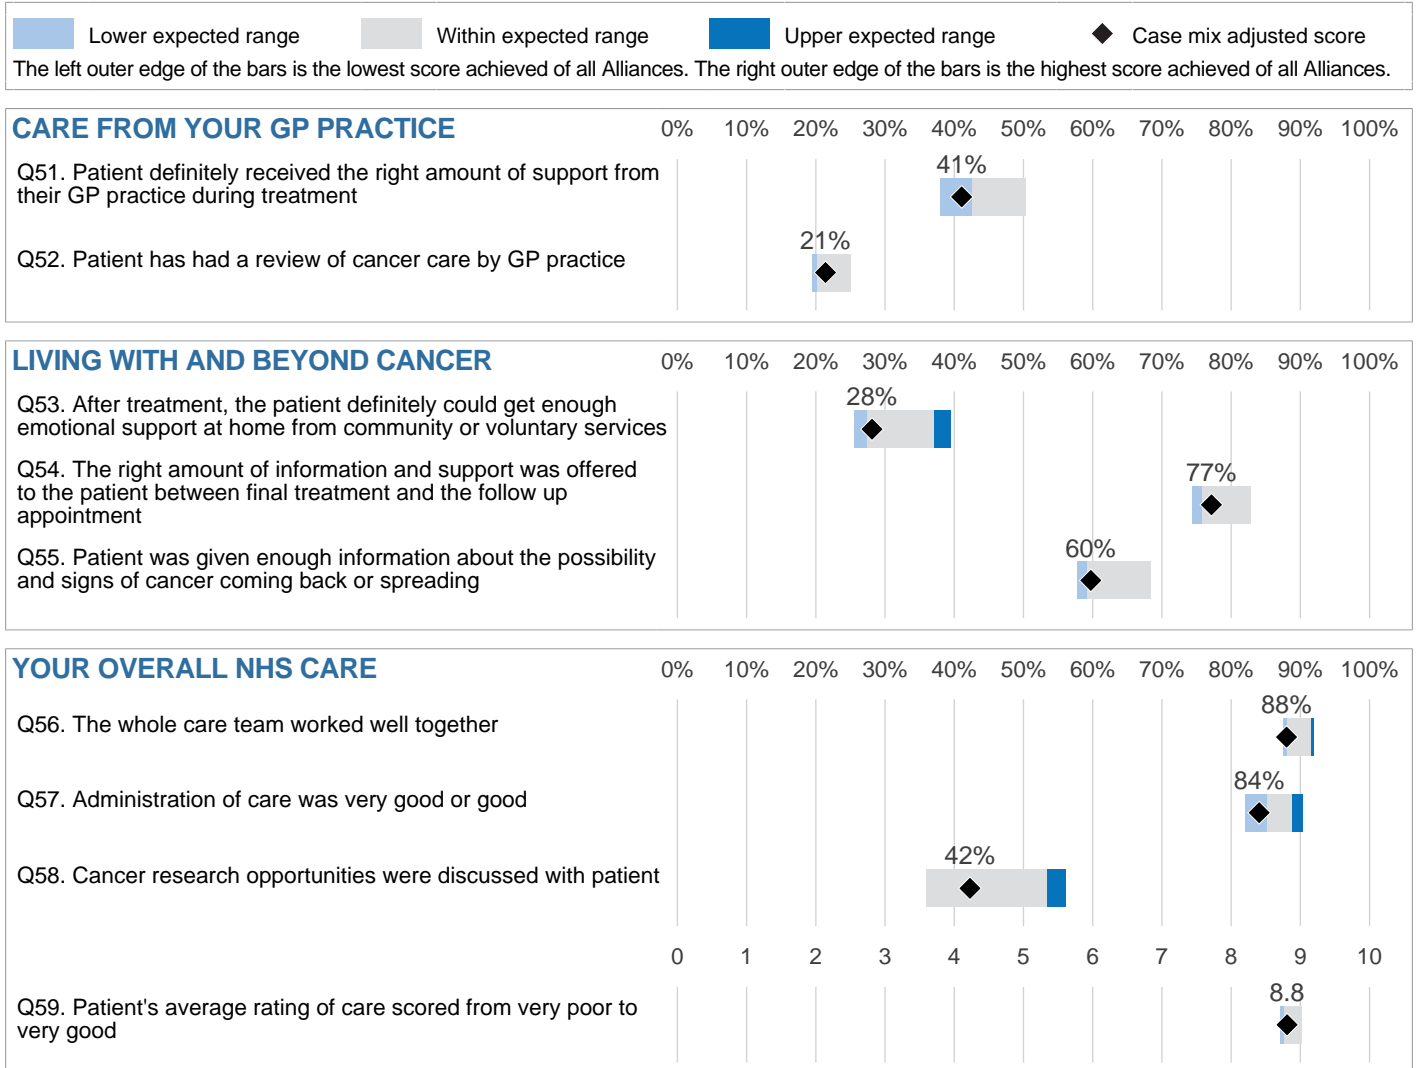 Lower expected range Within expected range Upper expected range Case mix adjusted score
The left outer edge of the bars is the lowest score achieved of all Alliances. The right outer edge of the bars is the highest score achieved of all Alliances.
CARE FROM YOUR GP PRACTICE 0% 10% 20% 30% 40% 50% 60% 70% 80% 90% 100%
41%
Q51. Patient definitely received the right amount of support from
their GP practice during treatment
21%
Q52. Patient has had a review of cancer care by GP practice
LIVING WITH AND BEYOND CANCER 0% 10% 20% 30% 40% 50% 60% 70% 80% 90% 100%
28%
Q53. After treatment, the patient definitely could get enough
emotional support at home from community or voluntary services
Q54. The right amount of information and support was offered
77%
to the patient between final treatment and the follow up
appointment
60%
Q55. Patient was given enough information about the possibility
and signs of cancer coming back or spreading
YOUR OVERALL NHS CARE 0% 10% 20% 30% 40% 50% 60% 70% 80% 90% 100%
88%
Q56. The whole care team worked well together
84%
Q57. Administration of care was very good or good
42%
Q58. Cancer research opportunities were discussed with patient
0 1 2 3 4 5 6 7 8 9 10
8.8
Q59. Patient's average rating of care scored from very poor to
very good